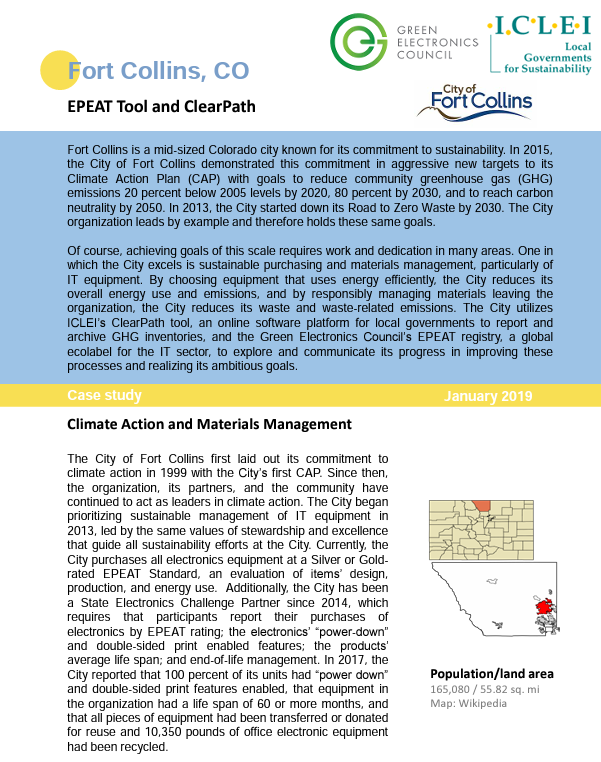 GREEN
ELECTRONICS
COUNCIL
I.C.L.E.I
Local
Governments
for Sustainability
Fort Collins, CO
City of
Fort Collins
EPEAT Tool and ClearPath
Fort Collins is a mid-sized Colorado city known for its commitment to sustainability. In 2015,
the City of Fort Collins demonstrated this commitment in aggressive new targets to its
Climate Action Plan (CAP) with goals to reduce community greenhouse gas (GHG)
emissions 20 percent below 2005 levels by 2020, 80 percent by 2030, and to reach carbon
neutrality by 2050. In 2013, the City started down its Road to Zero Waste by 2030. The City
organization leads by example and therefore holds these same goals.
Of course, achieving goals of this scale requires work and dedication in many areas. One in
which the City excels is sustainable purchasing and materials management, particularly of
IT equipment. By choosing equipment that uses energy efficiently, the City reduces its
overall energy use and emissions, and by responsibly managing materials leaving the
organization, the City reduces its waste and waste-related emissions. The City utilizes
ICLEI's ClearPath tool, an online software platform for local governments to report and
archive GHG inventories, and the Green Electronics Council's EPEAT registry, a global
ecolabel for the IT sector, to explore and communicate its progress in improving these
processes and realizing its ambitious goals.
Case study January 2019
Climate Action and Materials Management
The City of Fort Collins first laid out its commitment to
climate action in 1999 with the City's first CAP. Since then,
the organization, its partners, and the community have
continued to act as leaders in climate action. The City began
prioritizing sustainable management of IT equipment in
2013, led by the same values of stewardship and excellence
that guide all sustainability efforts at the City. Currently, the
City purchases all electronics equipment at a Silver or Gold-
rated EPEAT Standard, an evaluation of items' design,
production, and energy use. Additionally, the City has been
a State Electronics Challenge Partner since 2014, which
requires that participants report their purchases of
electronics by EPEAT rating; the electronics' "power-down"
and double-sided print enabled features; the products'
average life span; and end-of-life management. In 2017, the
City reported that 100 percent of its units had "power down"
and double-sided print features enabled, that equipment in
the organization had a life span of 60 or more months, and
that all pieces of equipment had been transferred or donated
for reuse and 10,350 pounds of office electronic equipment
had been recycled.
Population/land area
165,080 / 55.82 sq. mi
Map: Wikipedia